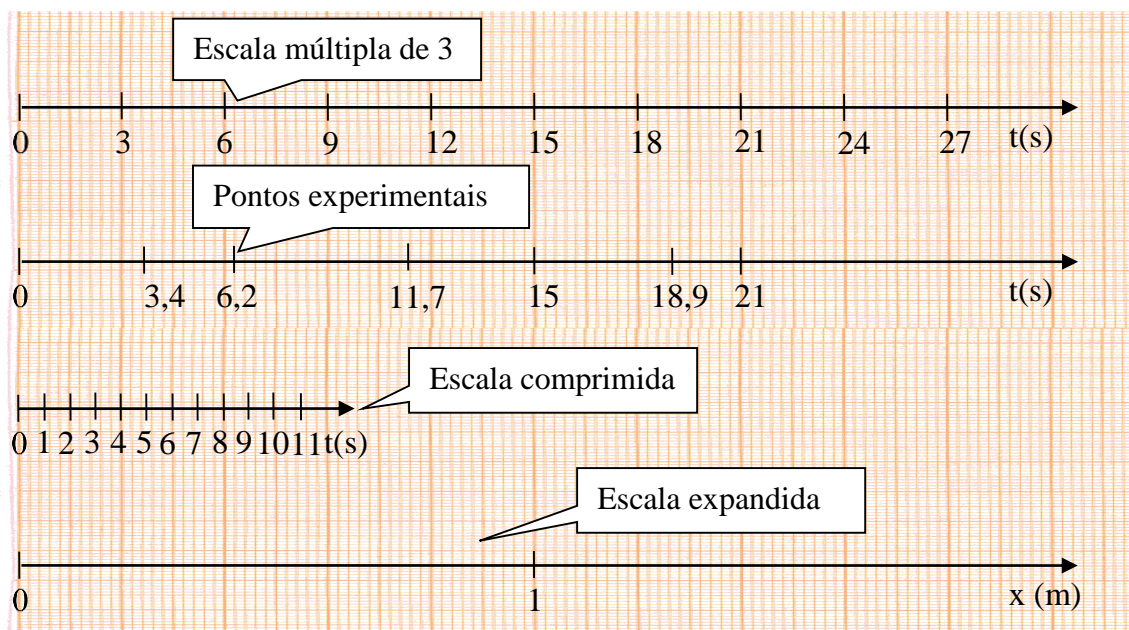 Escala múltipla de 3
0 3 6 9 12 15 18 21 24 27 t(s)
Pontos experimentais
0 3,4 6,2 11,7 15 18,9 21 t(s)
Escala comprimida
0 1 2 3 4 5 6 7 8 9 10 11 t(s)
Escala expandida
0 1 x (m)